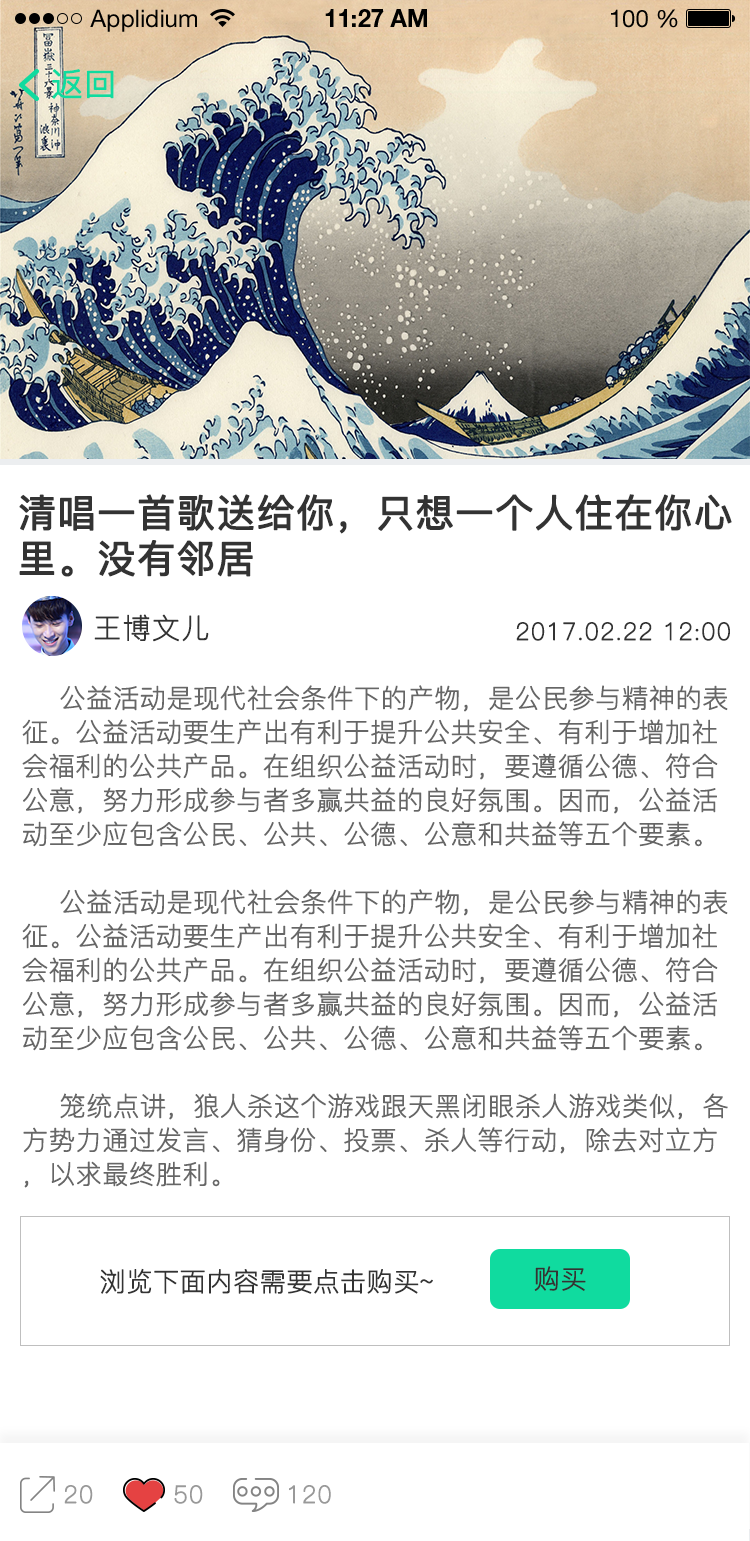 Applidium 11:27 AM 100 %
冨嶽三十六景 神奈川沖
浪裏
返回
清唱一首歌送给你，只想一个人住在你心
里。没有邻居
王博文儿 2017.02.22 12:00
公益活动是现代社会条件下的产物，是公民参与精神的表
征。公益活动要生产出有利于提升公共安全、有利于增加社
会福利的公共产品。在组织公益活动时，要遵循公德、符合
公意，努力形成参与者多赢共益的良好氛围。因而，公益活
动至少应包含公民、公共、公德、公意和共益等五个要素。
公益活动是现代社会条件下的产物，是公民参与精神的表
征。公益活动要生产出有利于提升公共安全、有利于增加社
会福利的公共产品。在组织公益活动时，要遵循公德、符合
公意，努力形成参与者多赢共益的良好氛围。因而，公益活
动至少应包含公民、公共、公德、公意和共益等五个要素。
笼统点讲，狼人杀这个游戏跟天黑闭眼杀人游戏类似，各
方势力通过发言、猜身份、投票、杀人等行动，除去对立方
，以求最终胜利。
浏览下面内容需要点击购买~ 购买
20 50 120